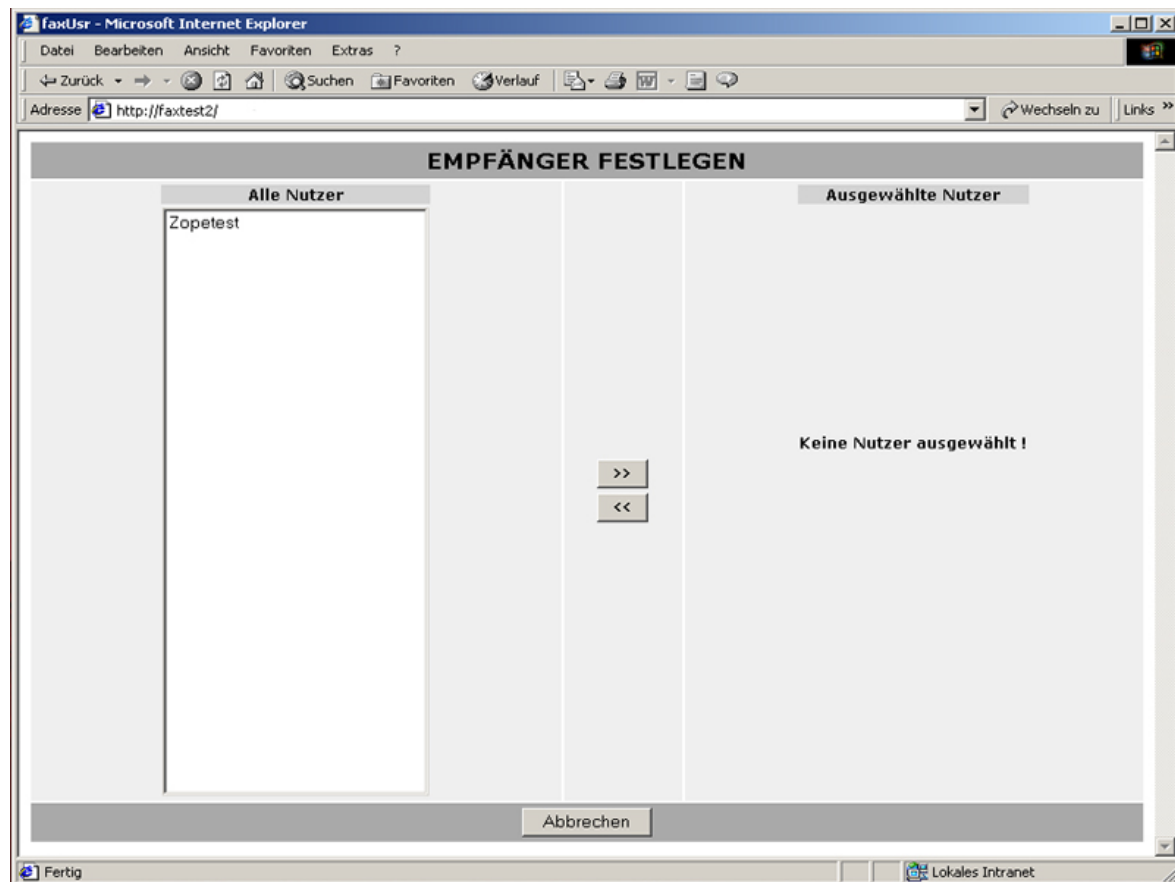 faxUsr - Microsoft Internet Explorer
Datei Bearbeiten Ansicht Favoriten Extras ?
Zurück Suchen Favoriten Verlauf
Adresse http://faxtest2/ Wechseln zu Links »
EMPFÄNGER FESTLEGEN
Alle Nutzer Ausgewählte Nutzer
Zopetest
Keine Nutzer ausgewählt !
>>
<<
Abbrechen
Fertig Lokales Intranet